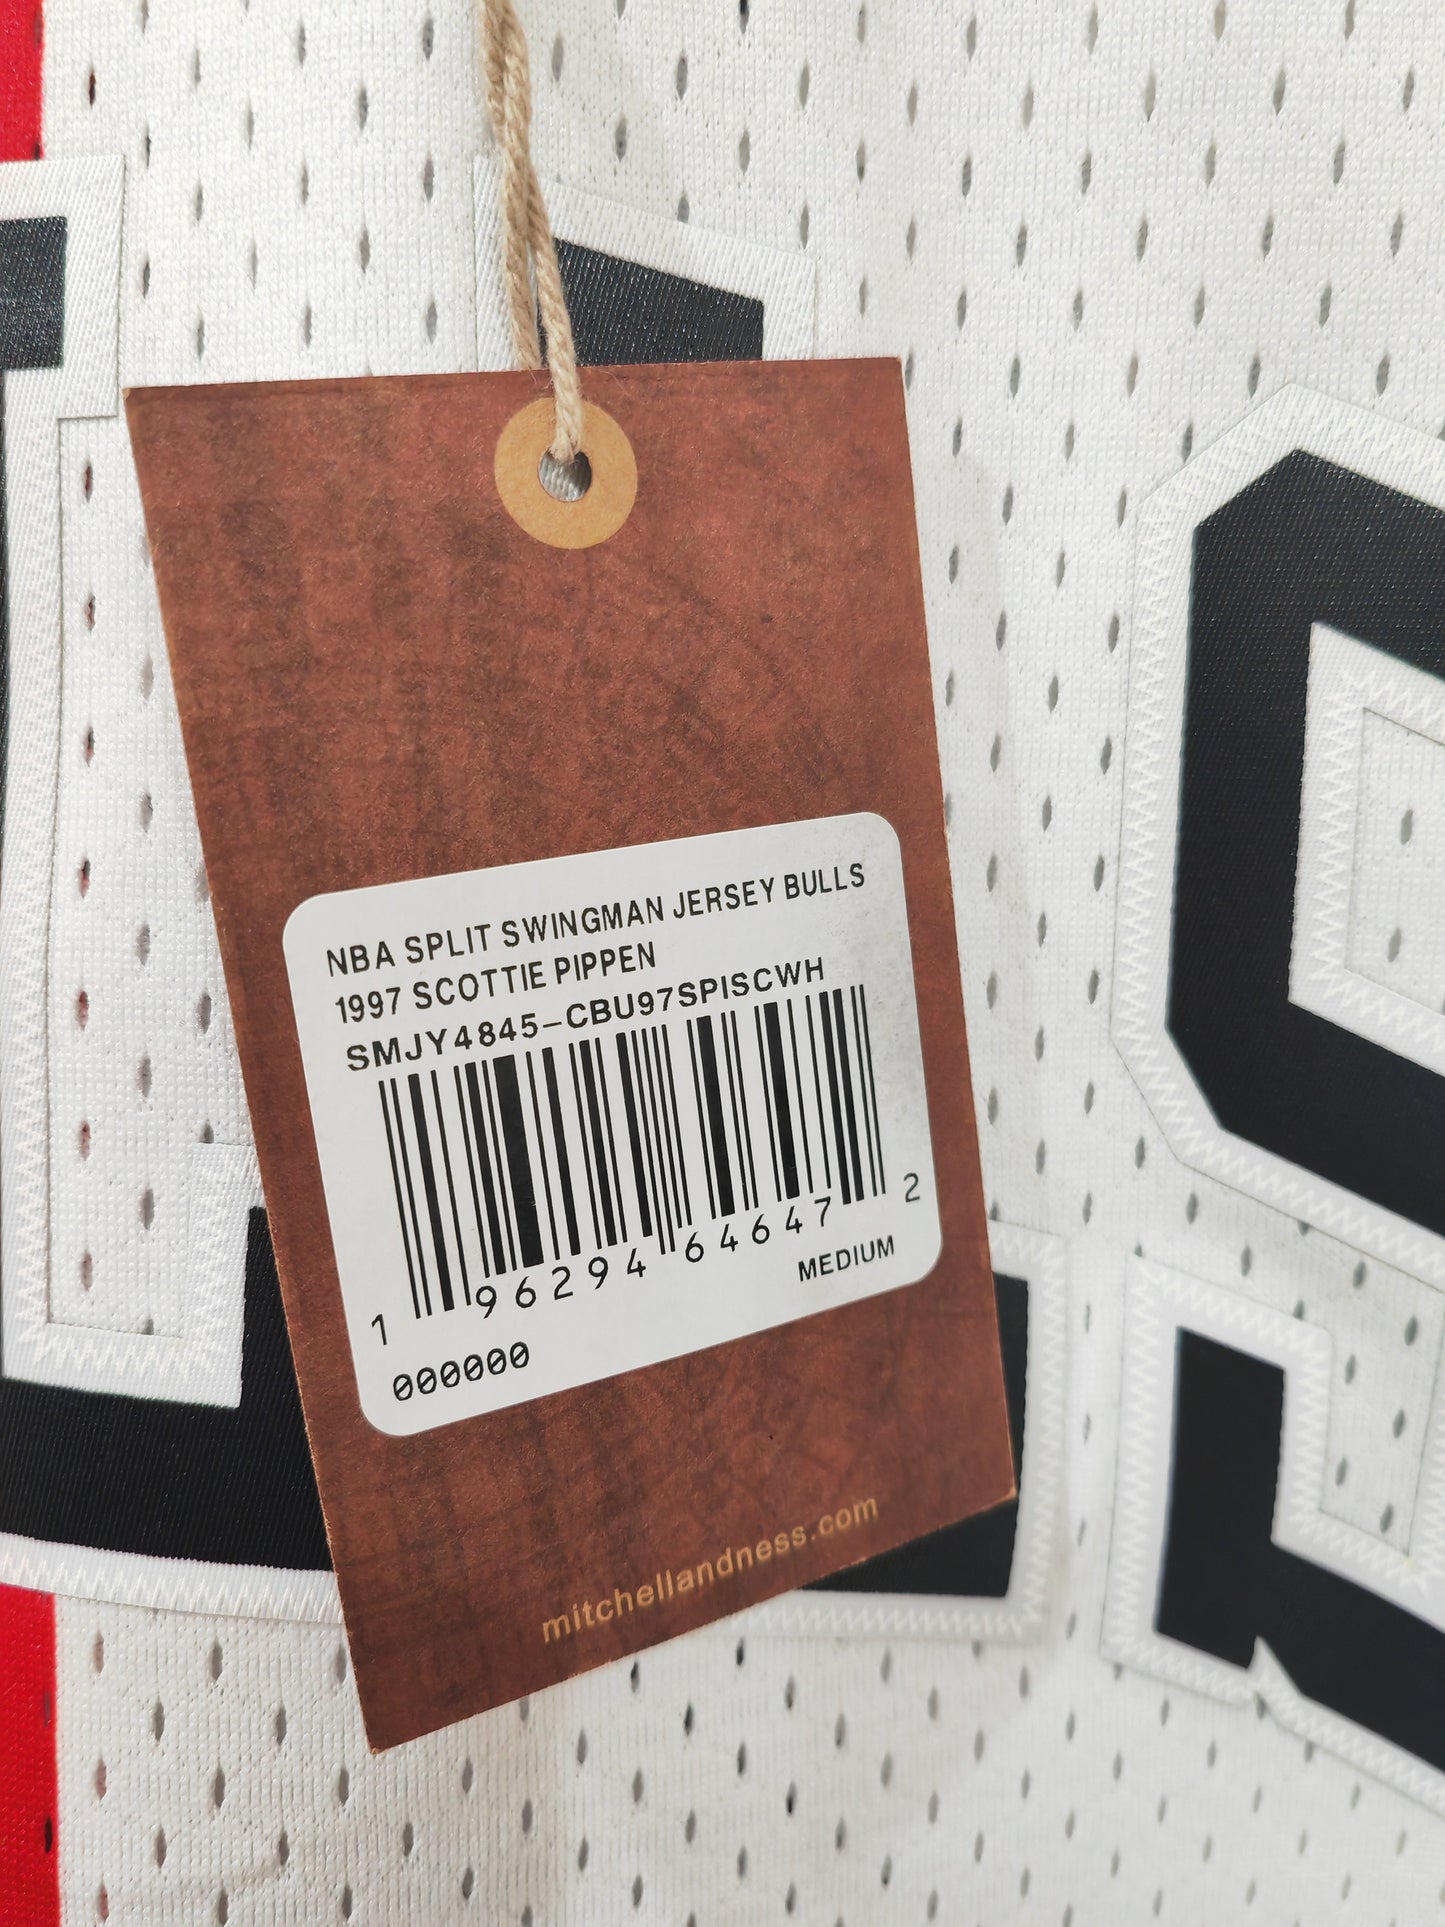 NBA SPLIT SWINGMAN JERSEY BULLS
1997 SCOTTIE PIPPEN
SMJY4845-CBU97SPISCWH
1 96294 64647 2
MEDIUM
000000
mitchellandness.com